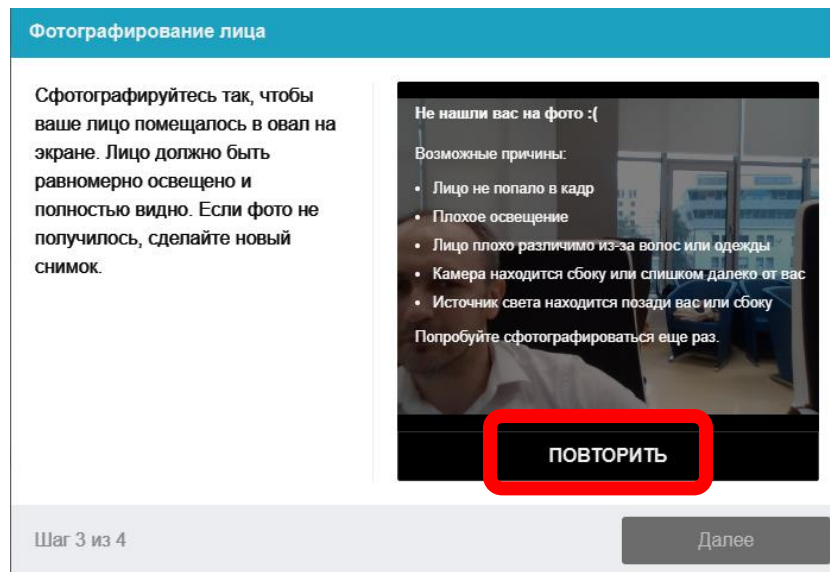 Фотографирование лица
Сфотографируйтесь так, чтобы
ваше лицо помещалось в овал на
экране. Лицо должно быть
равномерно освещено и
полностью видно. Если фото не
получилось, сделайте новый
снимок.
Не нашли вас на фото :(
Возможные причины:
• Лицо не попало в кадр
• Плохое освещение
• Лицо плохо различимо из-за волос или одежды
• Камера находится сбоку или слишком далеко от вас
• Источник света находится позади вас или сбоку
Попробуйте сфотографироваться еще раз.
ПОВТОРИТЬ
Шаг 3 из 4
Далее